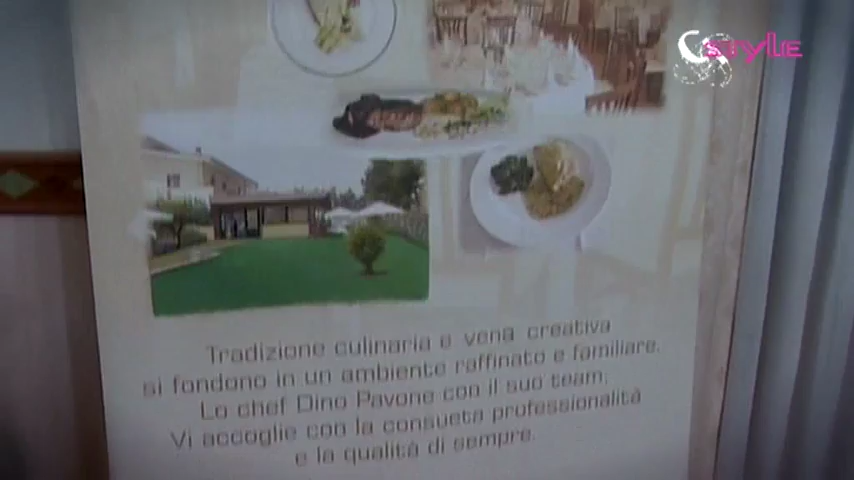 style
Tradizione culinaria e vena creativa
si fondono in un ambiente raffinato e familiare.
Lo chef Dino Pavone con il suo team,
Vi accoglie con la consueta professionalità
e la qualità di sempre.